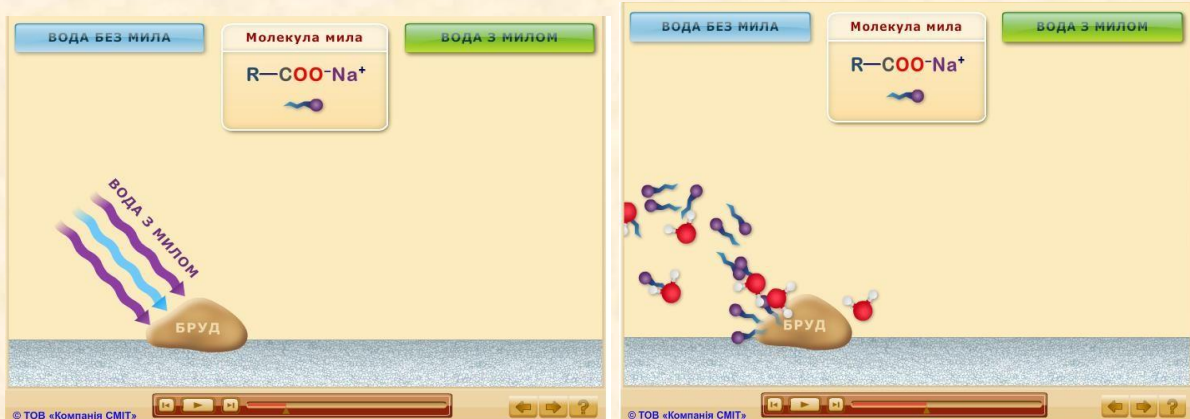 ВОДА БЕЗ МИЛА
Молекула мила
ВОДА З МИЛОМ
R—COO⁻Na⁺
ВОДА З МИЛОМ
БРУД
© ТОВ «Компанія СМІТ»
?
ВОДА БЕЗ МИЛА
Молекула мила
ВОДА З МИЛОМ
R—COO⁻Na⁺
БРУД
© ТОВ «Компанія СМІТ»
?